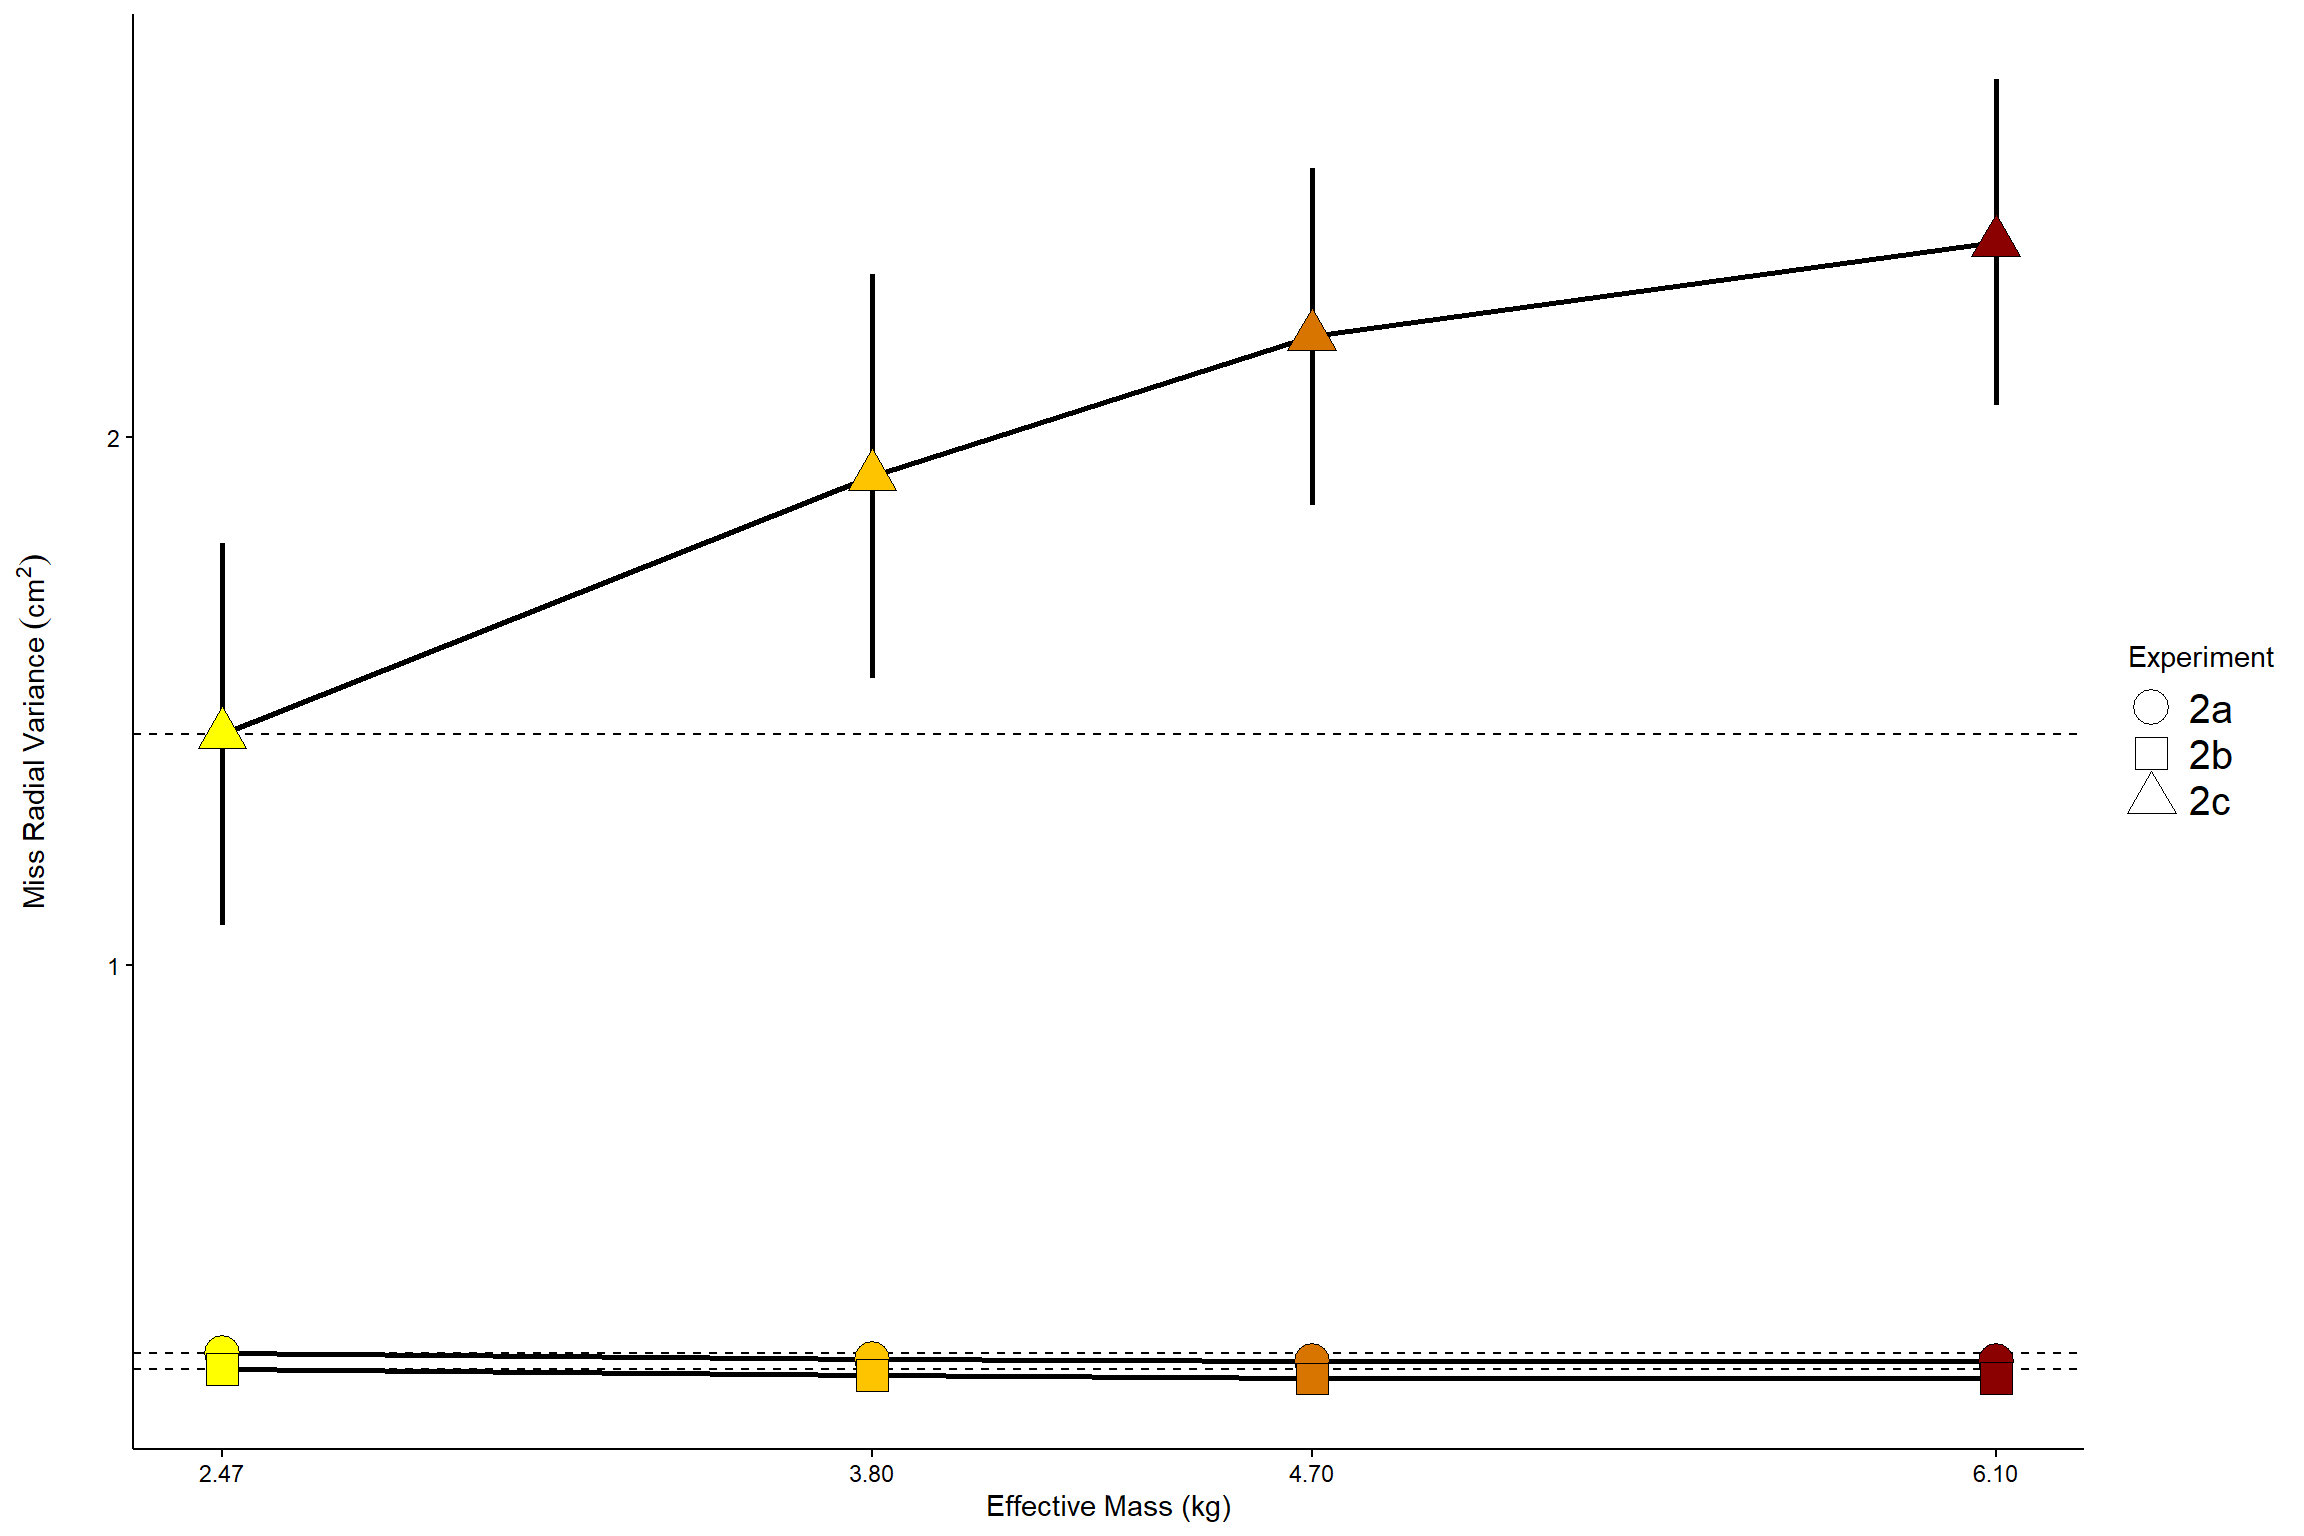 Miss Radial Variance (cm²)
2
1
2.47
3.80
4.70
6.10
Effective Mass (kg)
Experiment
2a
2b
2c